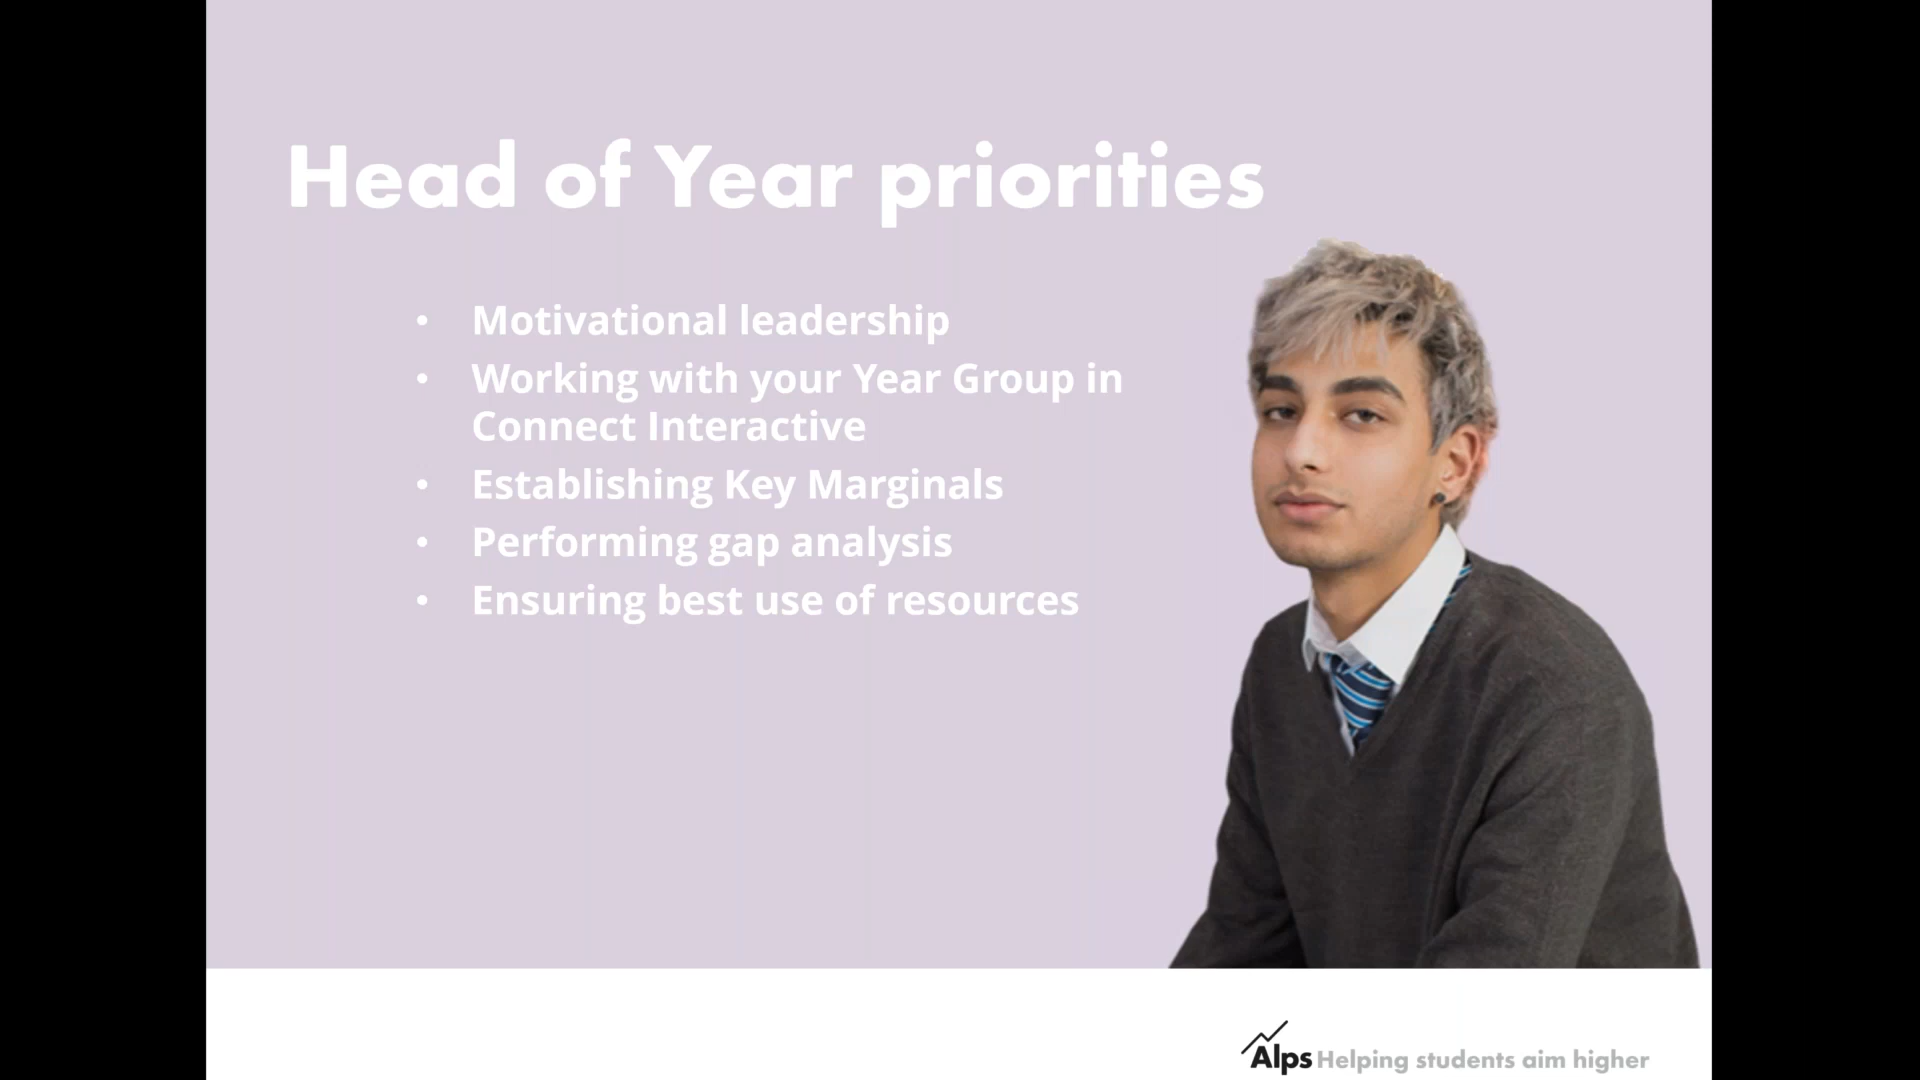 Head of Year priorities
• Motivational leadership
• Working with your Year Group in
Connect Interactive
• Establishing Key Marginals
• Performing gap analysis
• Ensuring best use of resources
Alps Helping students aim higher